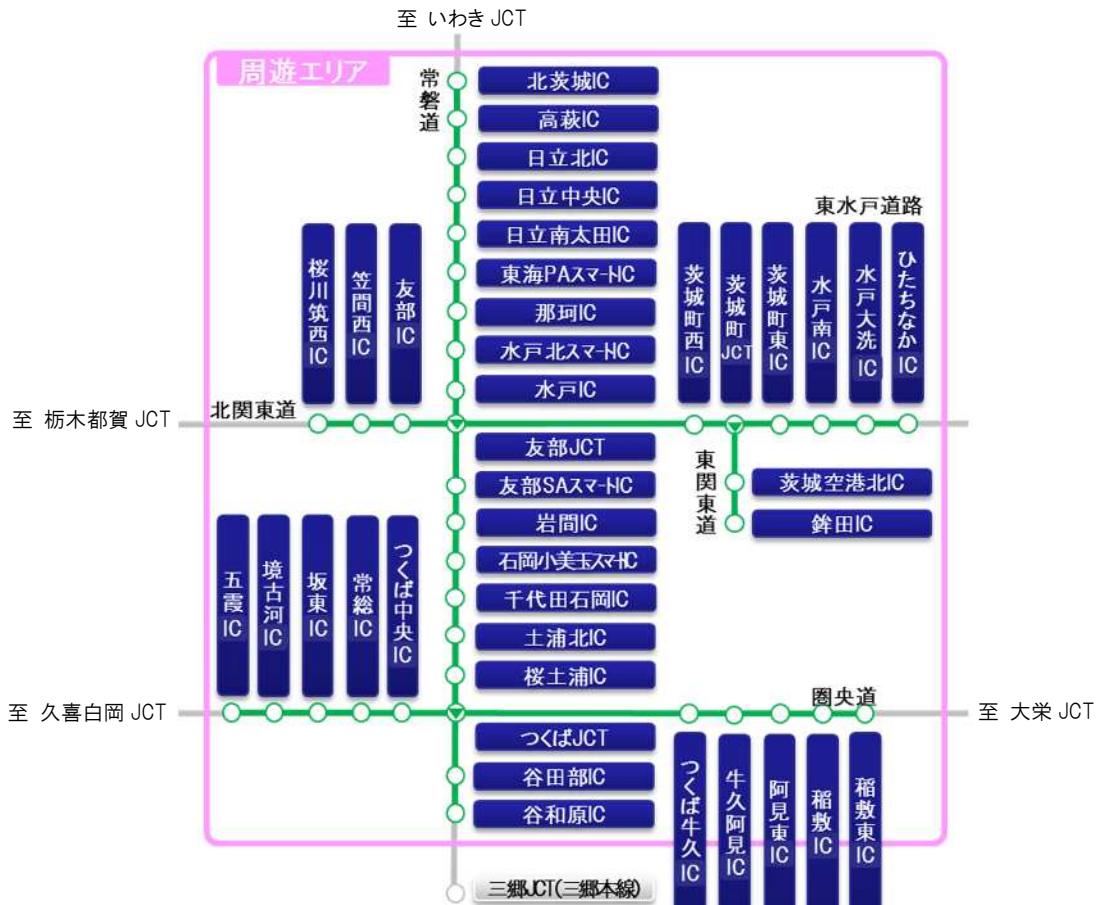 至 いわき JCT
周遊エリア
常磐道
北茨城IC
高萩IC
日立北IC
日立中央IC
日立南太田IC
東海PAスマートIC
那珂IC
水戸北スマートIC
水戸IC
桜川筑西IC
笠間西IC
友部IC
東水戸道路
茨城町西IC
茨城町JCT
茨城町東IC
水戸南IC
水戸大洗IC
ひたちなかIC
至 栃木都賀 JCT
北関東道
友部JCT
友部SAスマートIC
岩間IC
石岡小美玉スマートIC
千代田石岡IC
土浦北IC
桜土浦IC
東関東道
茨城空港北IC
鉾田IC
五霞IC
境古河IC
坂東IC
常総IC
つくば中央IC
至 久喜白岡 JCT
圏央道
至 大栄 JCT
つくばJCT
谷田部IC
谷和原IC
つくば牛久IC
牛久阿見IC
阿見東IC
稲敷IC
稲敷東IC
三郷JCT(三郷本線)